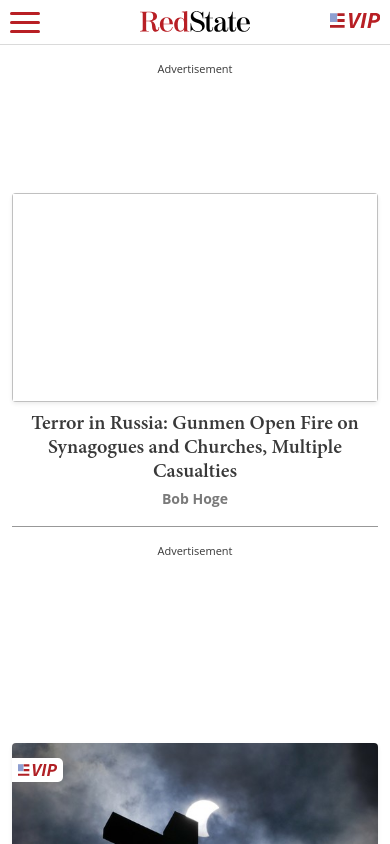 RedState
VIP
Advertisement
Terror in Russia: Gunmen Open Fire on
Synagogues and Churches, Multiple
Casualties
Bob Hoge
Advertisement
VIP